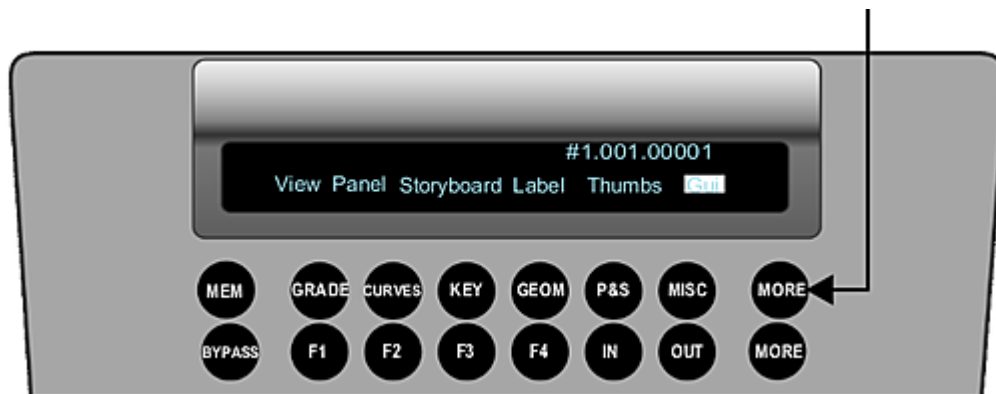 #1.001.00001
View Panel Storyboard Label Thumbs Gui
MEM GRADE CURVES KEY GEOM P&S MISC MORE
BYPASS F1 F2 F3 F4 IN OUT MORE